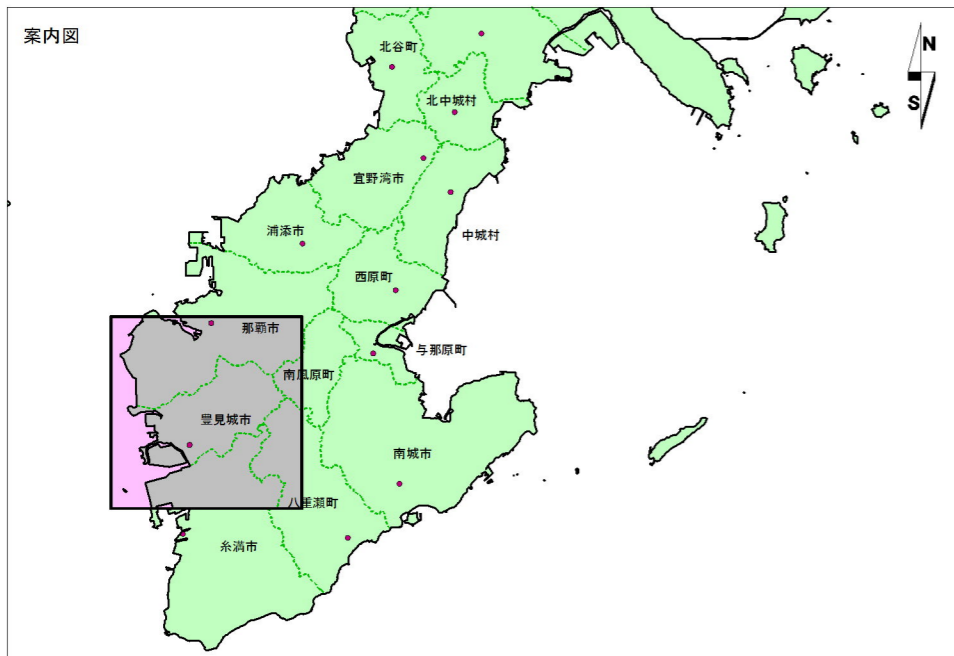 案内図
北谷町
N
北中城村
S
宜野湾市
浦添市
中城村
西原町
那覇市
与那原町
南風原町
豊見城市
南城市
八重瀬町
糸満市